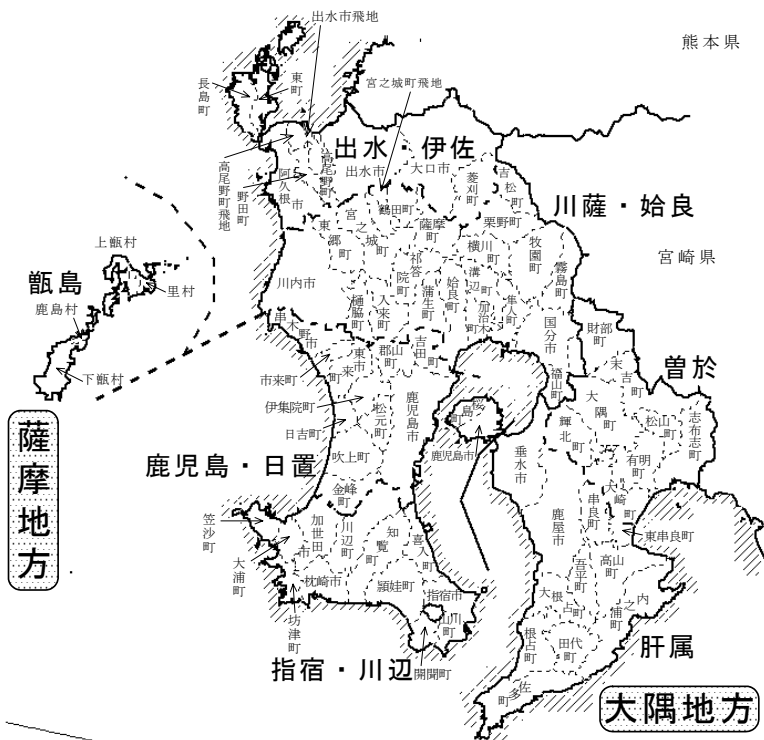 出水市飛地
熊本県
長島町
東町
宮之城町飛地
出水・伊佐
高尾野町
出水市
大口市
高尾野町飛地
阿久根市
野田町
菱刈町
吉松町
鶴田町
宮之城町
薩摩町
栗野町
川薩・姶良
東郷町
横川町
牧園町
宮崎県
上甑村
甑島
里村
鹿島村
下甑村
川内市
祁答院町
霧島町
樋脇町
入来町
蒲生町
姶良町
溝辺町
加治木町
隼人町
国分市
財部町
串木野市
福山町
末吉町
曽於
市来町
東市来町
郡山町
吉田町
伊集院町
松元町
鹿児島市
桜島町
大隅町
輝北町
松山町
志布志町
日吉町
鹿児島市
垂水市
有明町
薩摩地方
鹿児島・日置
吹上町
金峰町
大崎町
串良町
鹿屋市
東串良町
笠沙町
加世田市
川辺町
知覧町
喜入町
大浦町
吾平町
高山町
枕崎市
頴娃町
指宿市
大根占町
内之浦町
坊津町
山川町
開聞町
根占町
田代町
肝属
指宿・川辺
佐多町
大隅地方